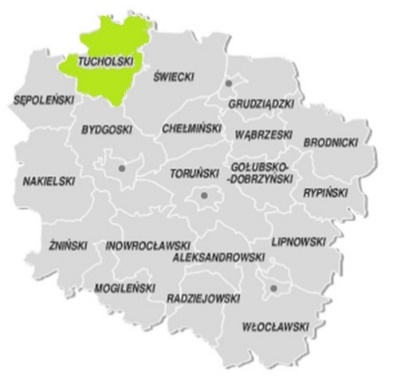 TUCHOLSKI
ŚWIECKI
SĘPOLEŃSKI
GRUDZIĄDZKI
BYDGOSKI
CHEŁMIŃSKI
WĄBRZESKI
BRODNICKI
NAKIELSKI
TORUŃSKI
GOŁUBSKO-
-DOBRZYŃSKI
RYPIŃSKI
ŻNIŃSKI
INOWROCŁAWSKI
LIPNOWSKI
ALEKSANDROWSKI
MOGILEŃSKI
RADZIEJOWSKI
WŁOCŁAWSKI